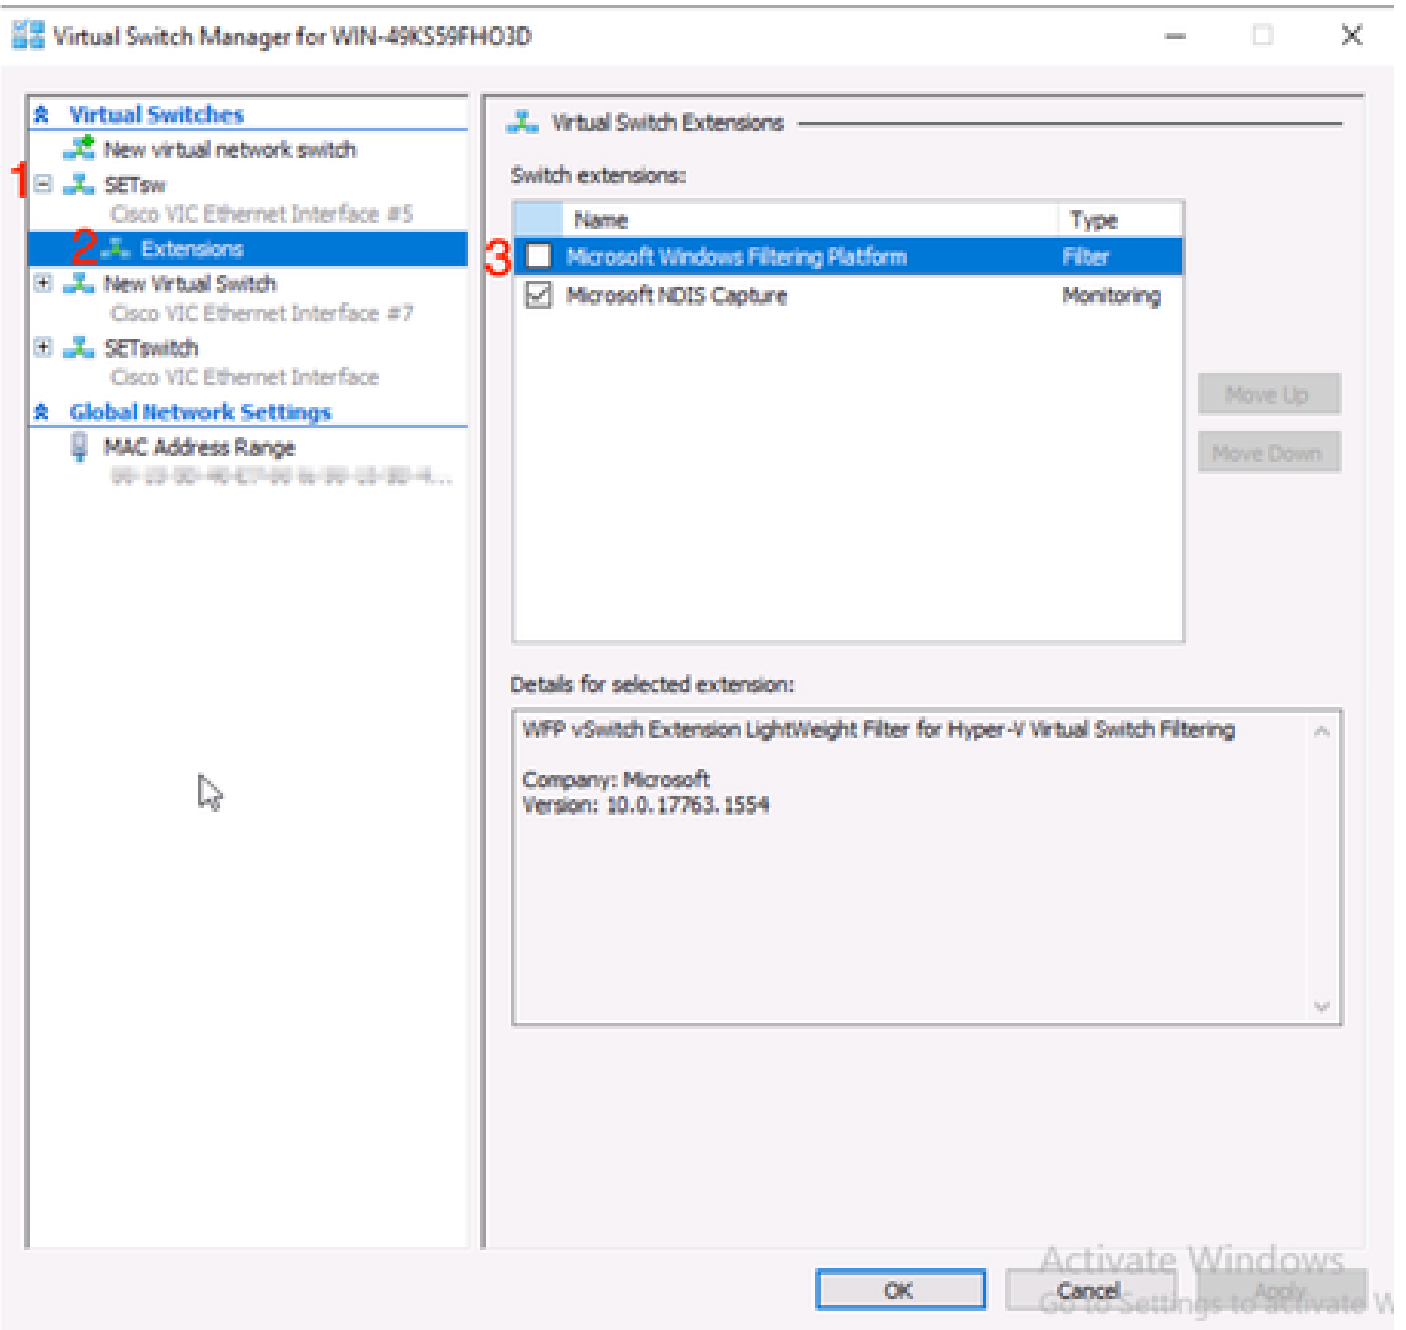 Virtual Switch Manager for WIN-49KS59FHO3D
Virtual Switches
New virtual network switch
1
SETsw
Cisco VIC Ethernet Interface #5
2
Extensions
New Virtual Switch
Cisco VIC Ethernet Interface #7
SETswitch
Cisco VIC Ethernet Interface
Global Network Settings
MAC Address Range
Virtual Switch Extensions
Switch extensions:
Name Type
3
Microsoft Windows Filtering Platform Filter
Microsoft NDIS Capture Monitoring
Move Up
Move Down
Details for selected extension:
WFP vSwitch Extension LightWeight Filter for Hyper-V Virtual Switch Filtering
Company: Microsoft
Version: 10.0.17763.1554
Activate Windows
Go to Settings to activate W
OK Cancel Apply